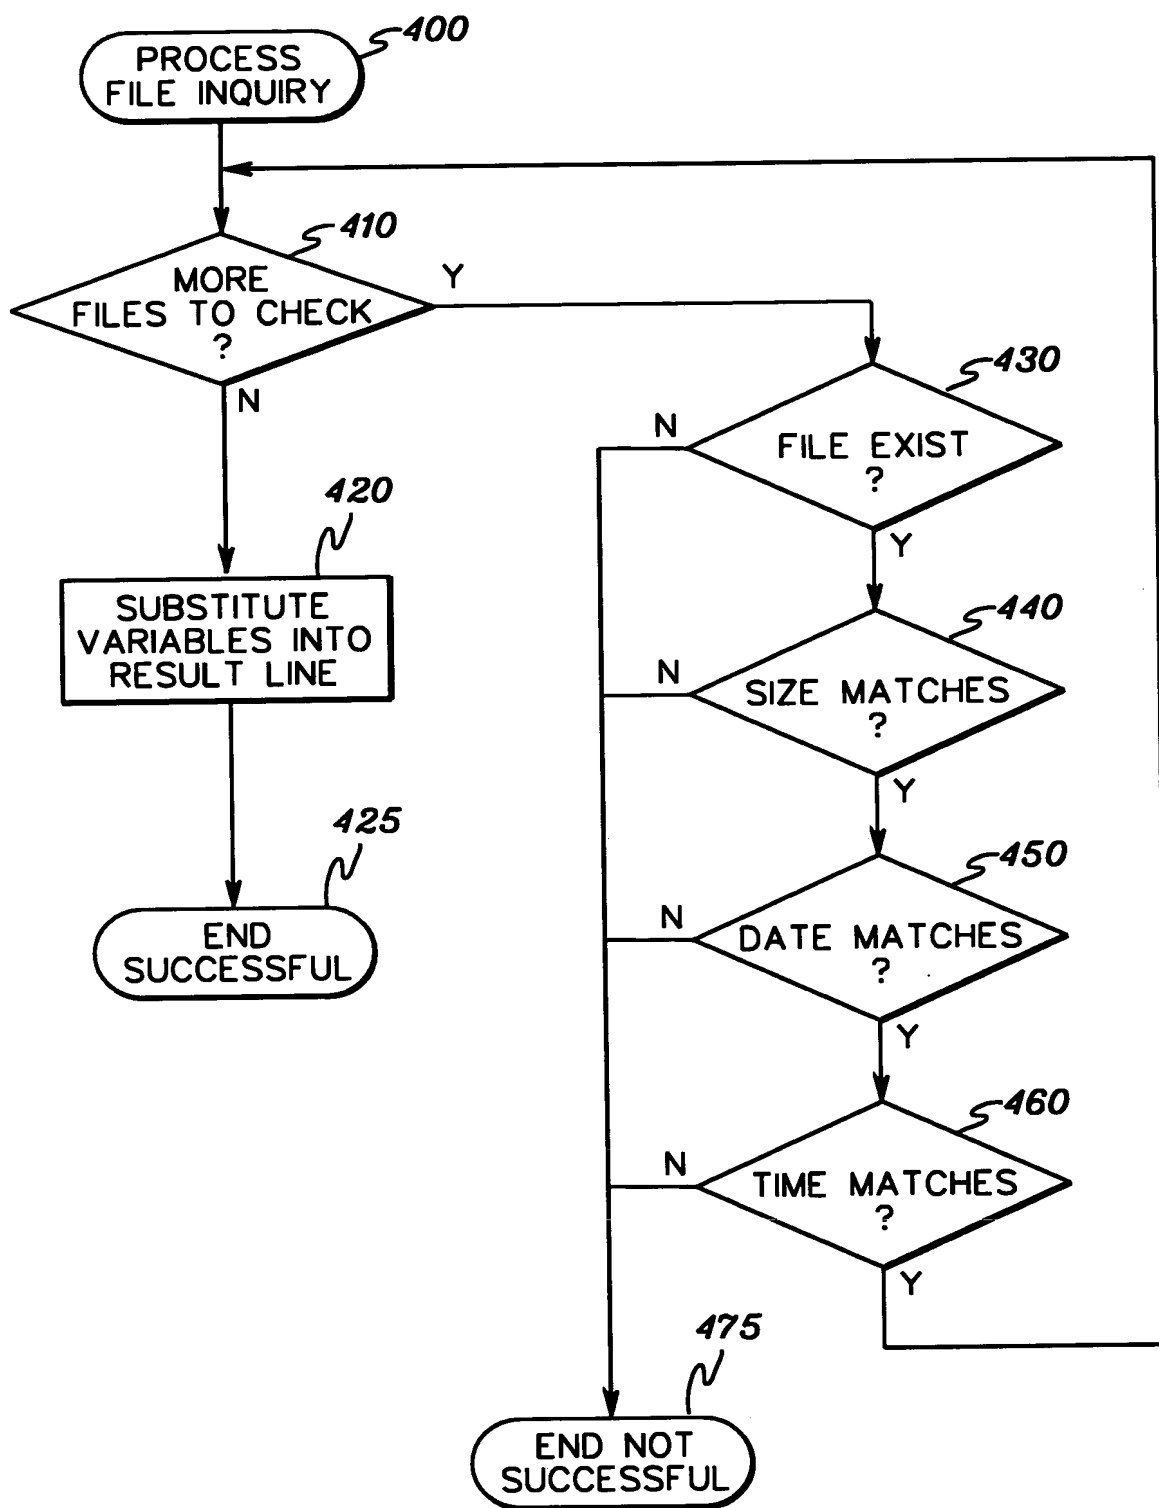 400
PROCESS
FILE INQUIRY
410
MORE
FILES TO CHECK
?
Y
N
430
FILE EXIST
?
N
Y
420
SUBSTITUTE
VARIABLES INTO
RESULT LINE
440
SIZE MATCHES
?
N
Y
425
END
SUCCESSFUL
450
DATE MATCHES
?
N
Y
460
TIME MATCHES
?
N
Y
475
END NOT
SUCCESSFUL